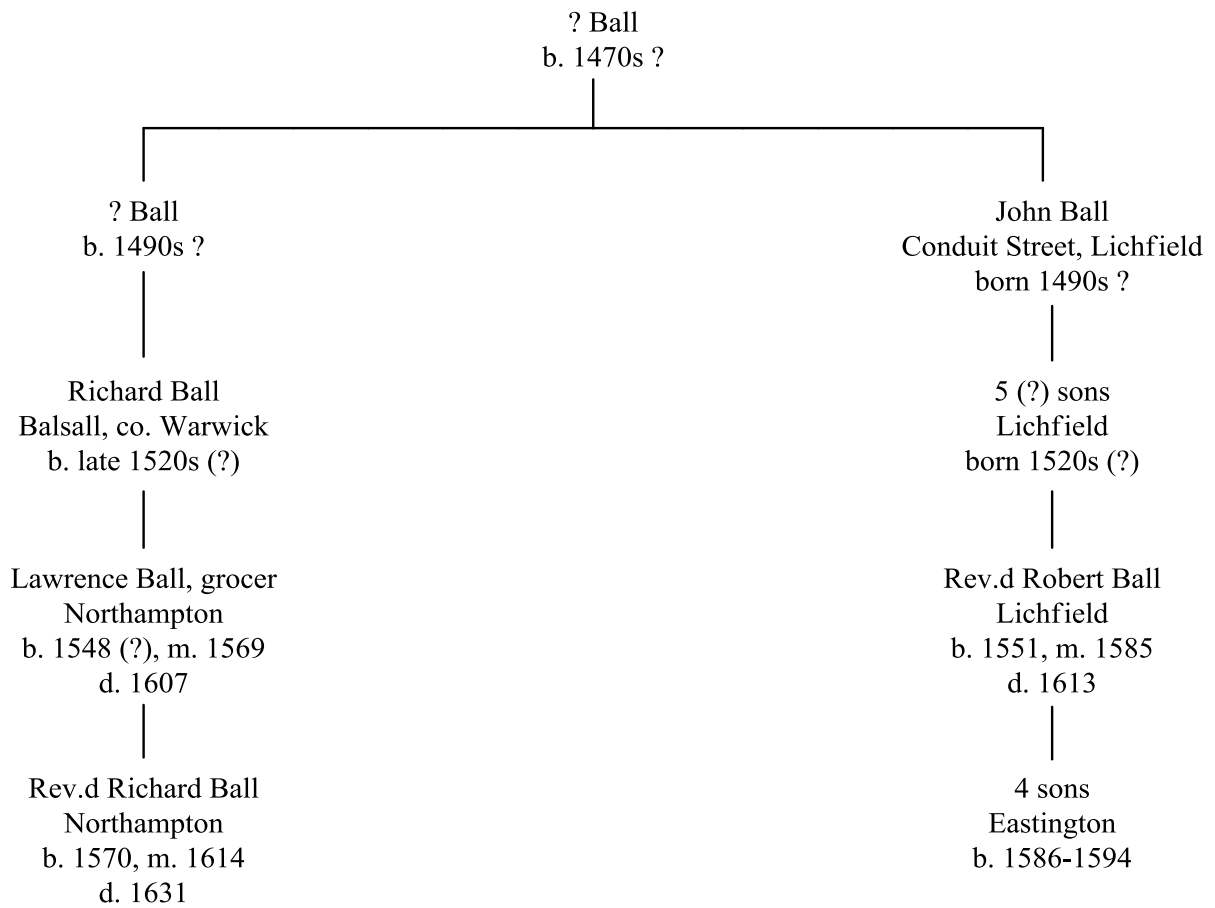 ? Ball
b. 1470s ?
? Ball
b. 1490s ?
John Ball
Conduit Street, Lichfield
born 1490s ?
Richard Ball
Balsall, co. Warwick
b. late 1520s (?)
5 (?) sons
Lichfield
born 1520s (?)
Lawrence Ball, grocer
Northampton
b. 1548 (?), m. 1569
d. 1607
Rev.d Robert Ball
Lichfield
b. 1551, m. 1585
d. 1613
Rev.d Richard Ball
Northampton
b. 1570, m. 1614
d. 1631
4 sons
Eastington
b. 1586-1594